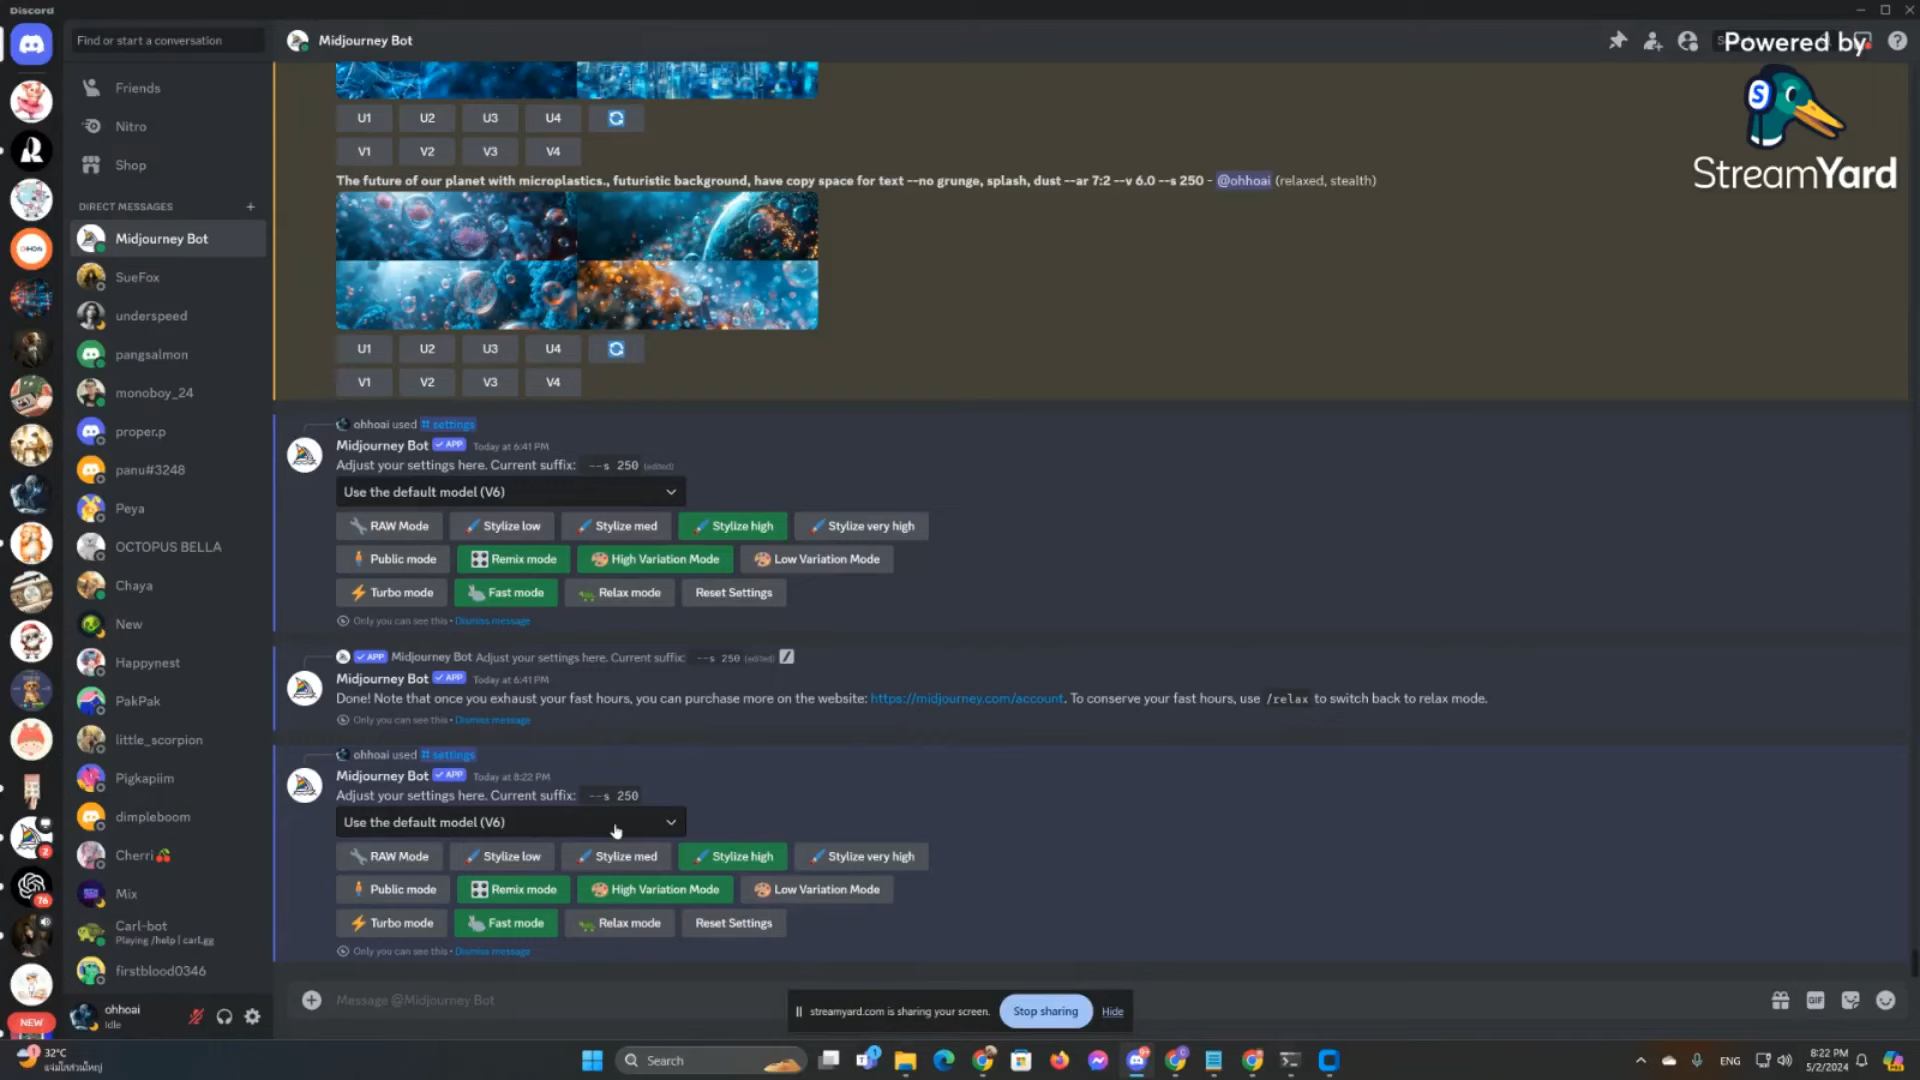 Discord
Find or start a conversation
Midjourney Bot
Powered by
StreamYard
Friends
Nitro
Shop
DIRECT MESSAGES
Midjourney Bot
SueFox
underspeed
pangsalmon
monoboy_24
proper.p
panu#3248
Peya
OCTOPUS BELLA
Chaya
New
Happynest
PakPak
little_scorpion
Pigkapiim
dimpleboom
Cherri🍒
Mix
Carl-bot
Playing /help | carl.gg
firstblood0346
ohhoai
Idle
NEW
2
76
U1 U2 U3 U4
V1 V2 V3 V4
The future of our planet with microplastics., futuristic background, have copy space for text --no grunge, splash, dust --ar 7:2 --v 6.0 --s 250 - @ohhoai (relaxed, stealth)
U1 U2 U3 U4
V1 V2 V3 V4
ohhoai used settings
Midjourney Bot ✓ APP Today at 6:41 PM
Adjust your settings here. Current suffix: --s 250 (edited)
Use the default model (V6)
RAW Mode Stylize low Stylize med Stylize high Stylize very high
Public mode Remix mode High Variation Mode Low Variation Mode
Turbo mode Fast mode Relax mode Reset Settings
Only you can see this • Dismiss message
✓ APP Midjourney Bot Adjust your settings here. Current suffix: --s 250 (edited)
Midjourney Bot ✓ APP Today at 6:41 PM
Done! Note that once you exhaust your fast hours, you can purchase more on the website: https://midjourney.com/account. To conserve your fast hours, use /relax to switch back to relax mode.
Only you can see this • Dismiss message
ohhoai used settings
Midjourney Bot ✓ APP Today at 8:22 PM
Adjust your settings here. Current suffix: --s 250
Use the default model (V6)
RAW Mode Stylize low Stylize med Stylize high Stylize very high
Public mode Remix mode High Variation Mode Low Variation Mode
Turbo mode Fast mode Relax mode Reset Settings
Only you can see this • Dismiss message
Message @Midjourney Bot
GIF
streamyard.com is sharing your screen. Stop sharing Hide
32°C
Search
ENG
8:22 PM
5/2/2024